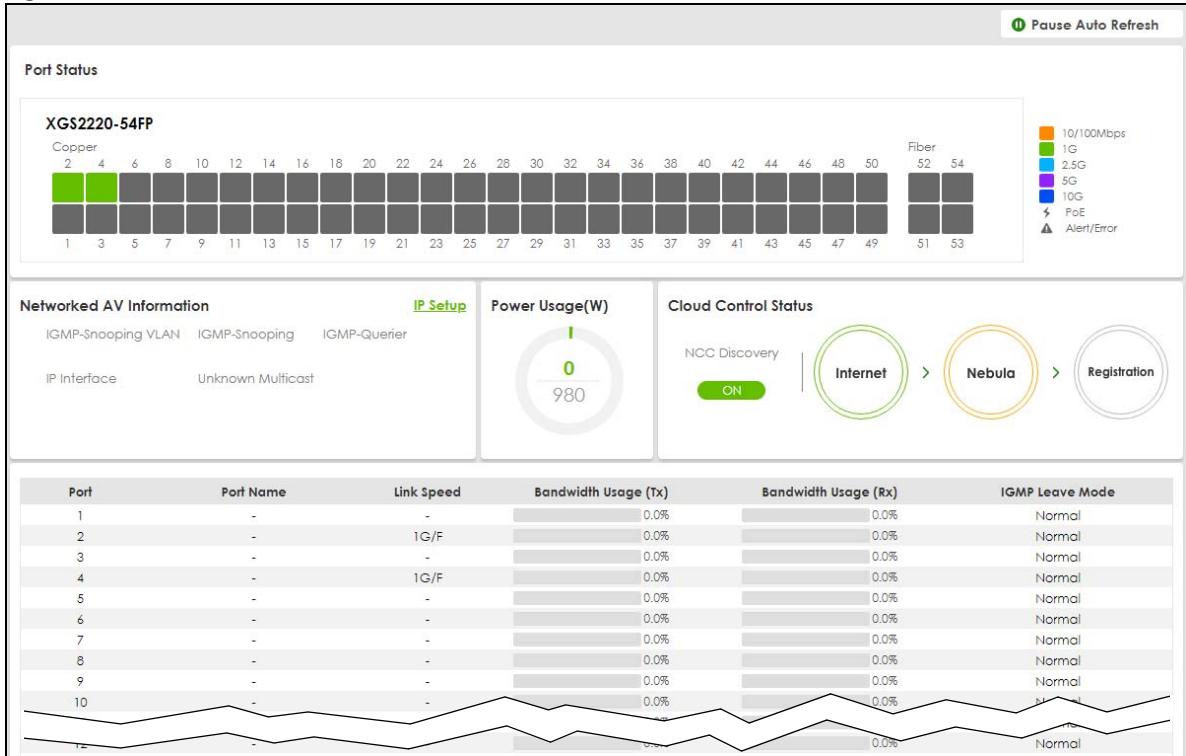 Pause Auto Refresh
Port Status
XGS2220-54FP
Copper
Fiber
2 4 6 8 10 12 14 16 18 20 22 24 26 28 30 32 34 36 38 40 42 44 46 48 50 52 54
1 3 5 7 9 11 13 15 17 19 21 23 25 27 29 31 33 35 37 39 41 43 45 47 49 51 53
10/100Mbps
1G
2.5G
5G
10G
PoE
Alert/Error
Networked AV Information IP Setup
IGMP-Snooping VLAN IGMP-Snooping IGMP-Querier
IP Interface Unknown Multicast
Power Usage(W)
0
980
Cloud Control Status
NCC Discovery
ON
Internet > Nebula > Registration
Port Port Name Link Speed Bandwidth Usage (Tx) Bandwidth Usage (Rx) IGMP Leave Mode
1 - - 0.0% 0.0% Normal
2 - 1G/F 0.0% 0.0% Normal
3 - - 0.0% 0.0% Normal
4 - 1G/F 0.0% 0.0% Normal
5 - - 0.0% 0.0% Normal
6 - - 0.0% 0.0% Normal
7 - - 0.0% 0.0% Normal
8 - - 0.0% 0.0% Normal
9 - - 0.0% 0.0% Normal
10 - - 0.0% 0.0%
12 - - 0.0% Normal